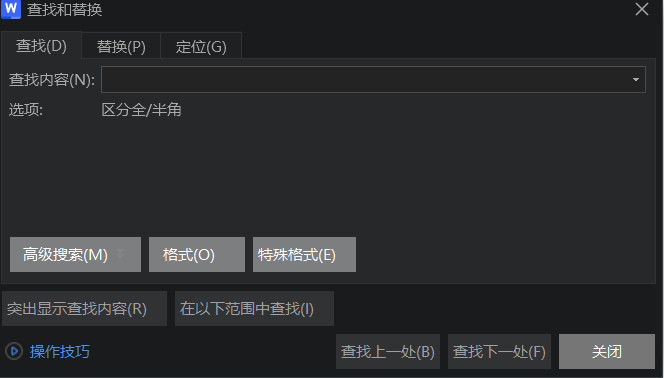 W 查找和替换
查找(D) 替换(P) 定位(G)
查找内容(N):
选项: 区分全/半角
高级搜索(M) 格式(O) 特殊格式(E)
突出显示查找内容(R) 在以下范围中查找(I)
操作技巧 查找上一处(B) 查找下一处(F) 关闭